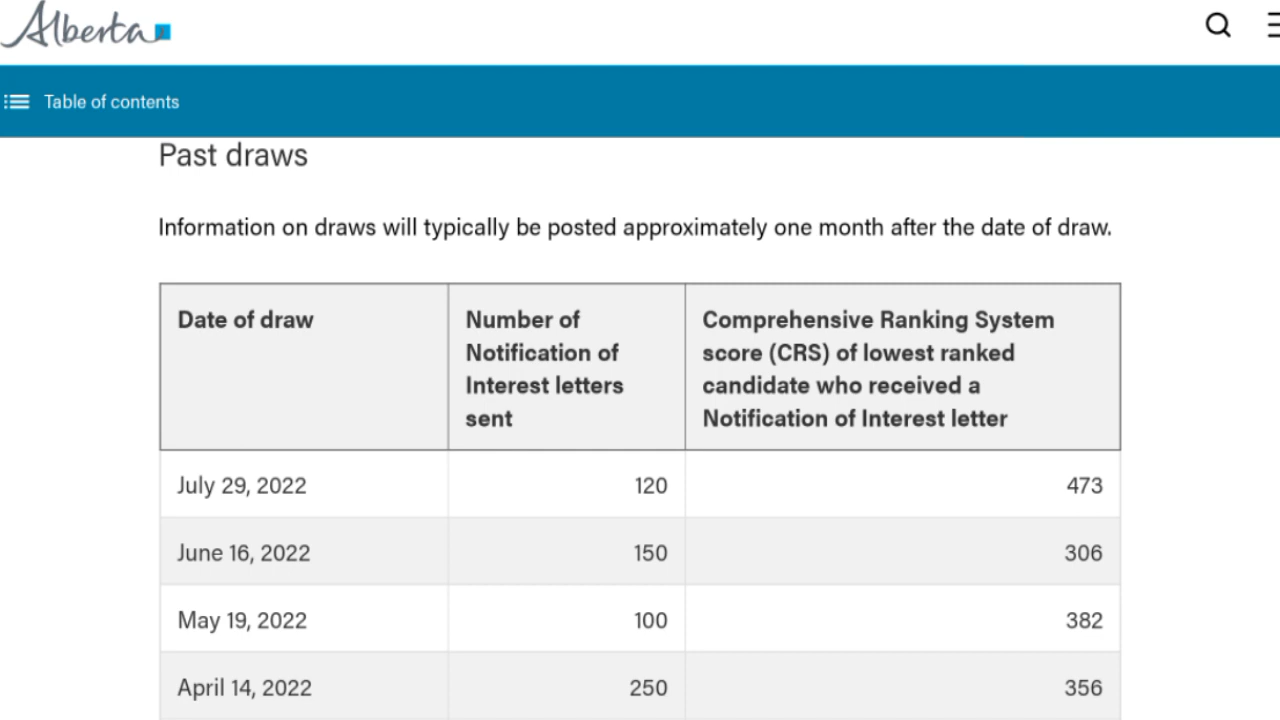 Alberta
Table of contents
Past draws
Information on draws will typically be posted approximately one month after the date of draw.
Date of draw
Number of
Notification of
Interest letters
sent
Comprehensive Ranking System
score (CRS) of lowest ranked
candidate who received a
Notification of Interest letter
July 29, 2022 120 473
June 16, 2022 150 306
May 19, 2022 100 382
April 14, 2022 250 356